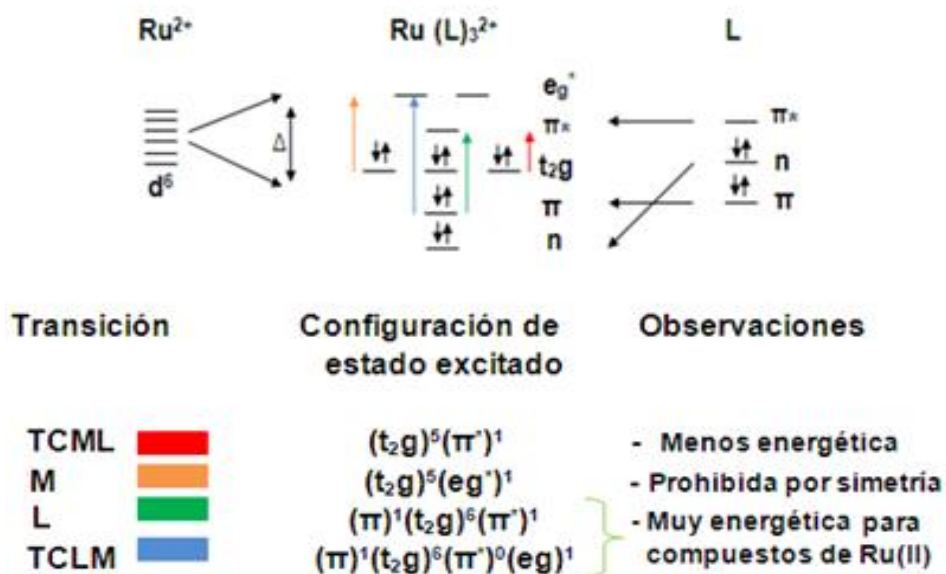 Ru²⁺ Ru (L)₃²⁺ L
eg*
π* π*
Δ t₂g n
d⁶ π π
n
Transición Configuración de estado excitado Observaciones
TCML (t₂g)⁵(π*)¹ - Menos energética
M (t₂g)⁵(eg*)¹ - Prohibida por simetría
L (π)¹(t₂g)⁶(π*)¹ - Muy energética para
TCLM (π)¹(t₂g)⁶(π*)⁰(eg)¹ compuestos de Ru(II)